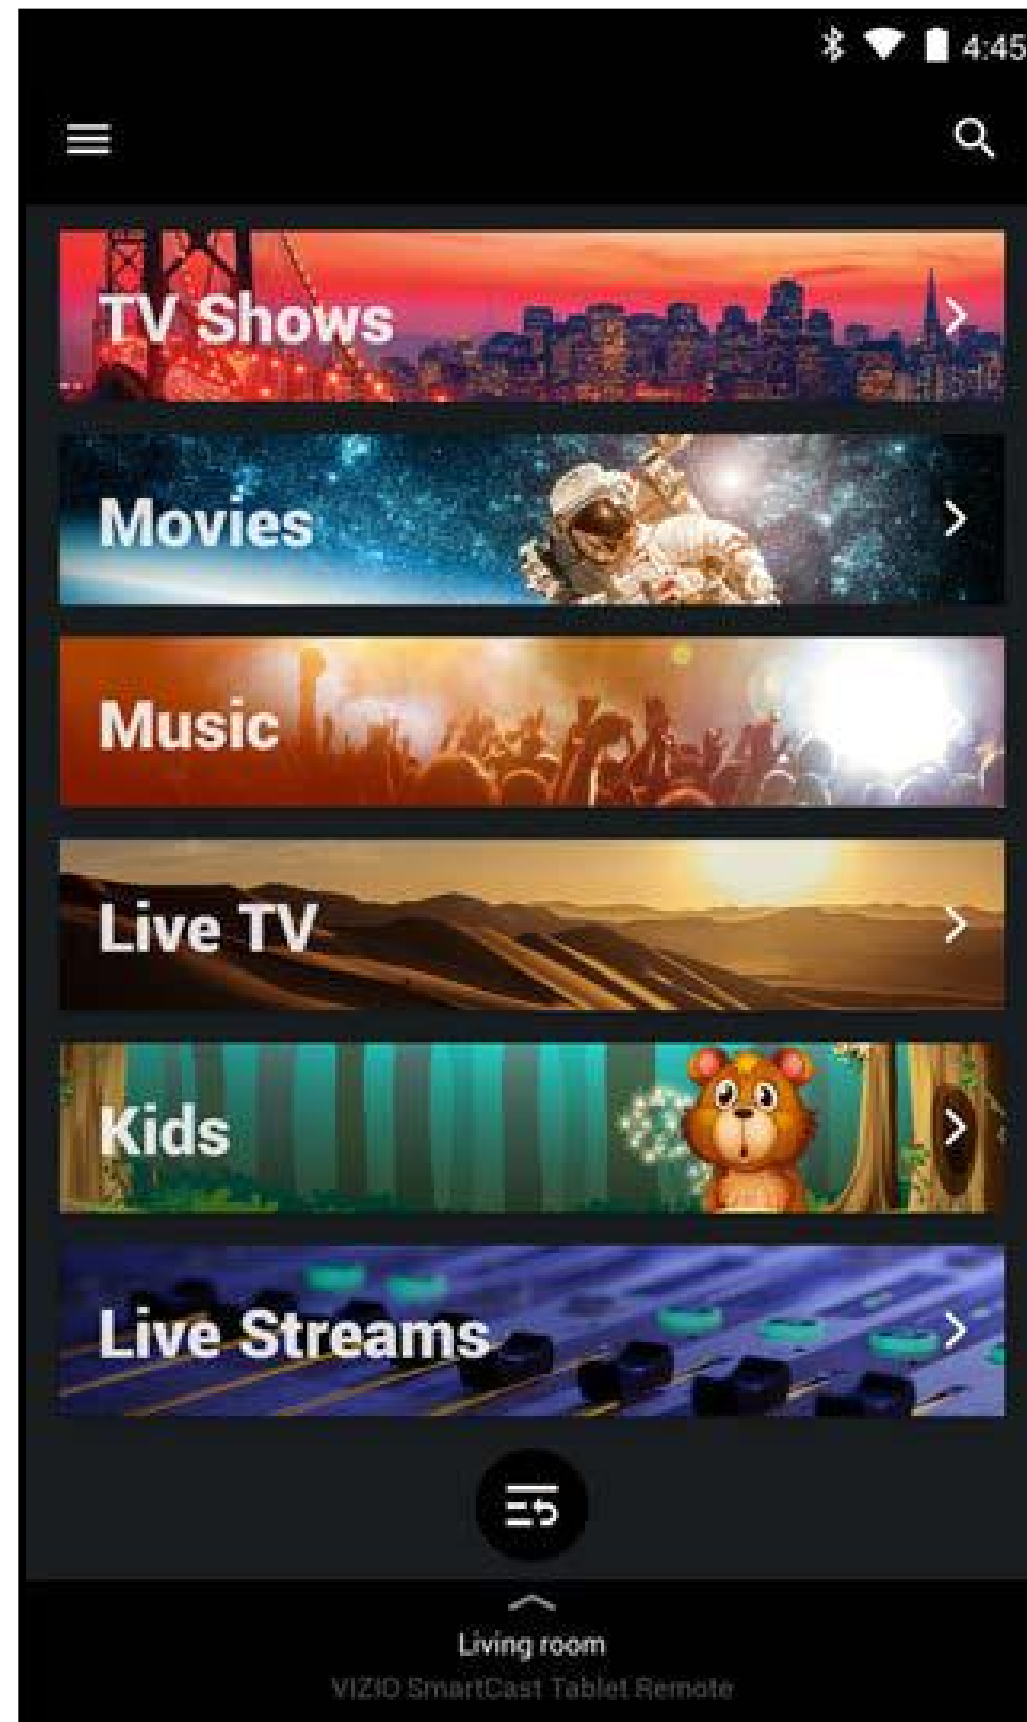 4:45
TV Shows
Movies
Music
Live TV
Kids
Live Streams
Living room
VIZIO SmartCast Tablet Remote